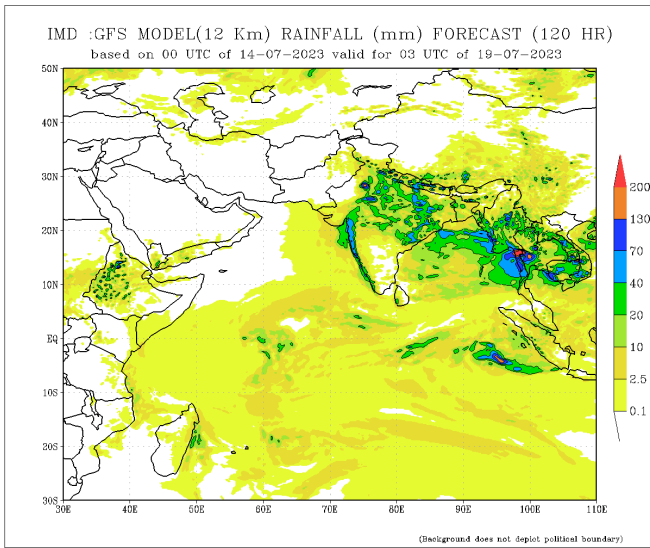 IMD :GFS MODEL(12 Km) RAINFALL (mm) FORECAST (120 HR)
based on 00 UTC of 14-07-2023 valid for 03 UTC of 19-07-2023
50N
40N
30N
20N
10N
EQ
10S
20S
30S
30E 40E 50E 60E 70E 80E 90E 100E 110E
200
130
70
40
20
10
2.5
0.1
(Background does not depict political boundary)